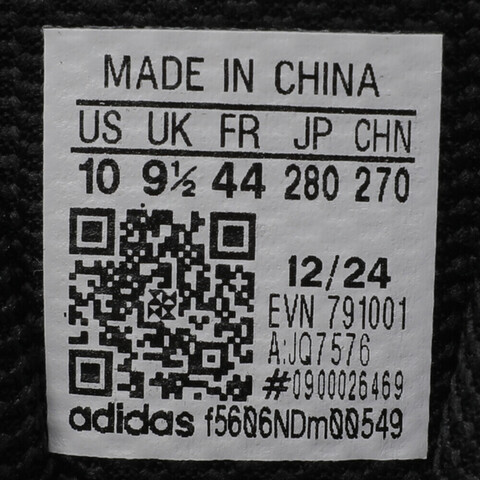 MADE IN CHINA
US UK FR JP CHN
10 9½ 44 280 270
12/24
EVN 791001
A:JQ7576
#0900026469
adidas f5606NDm00549